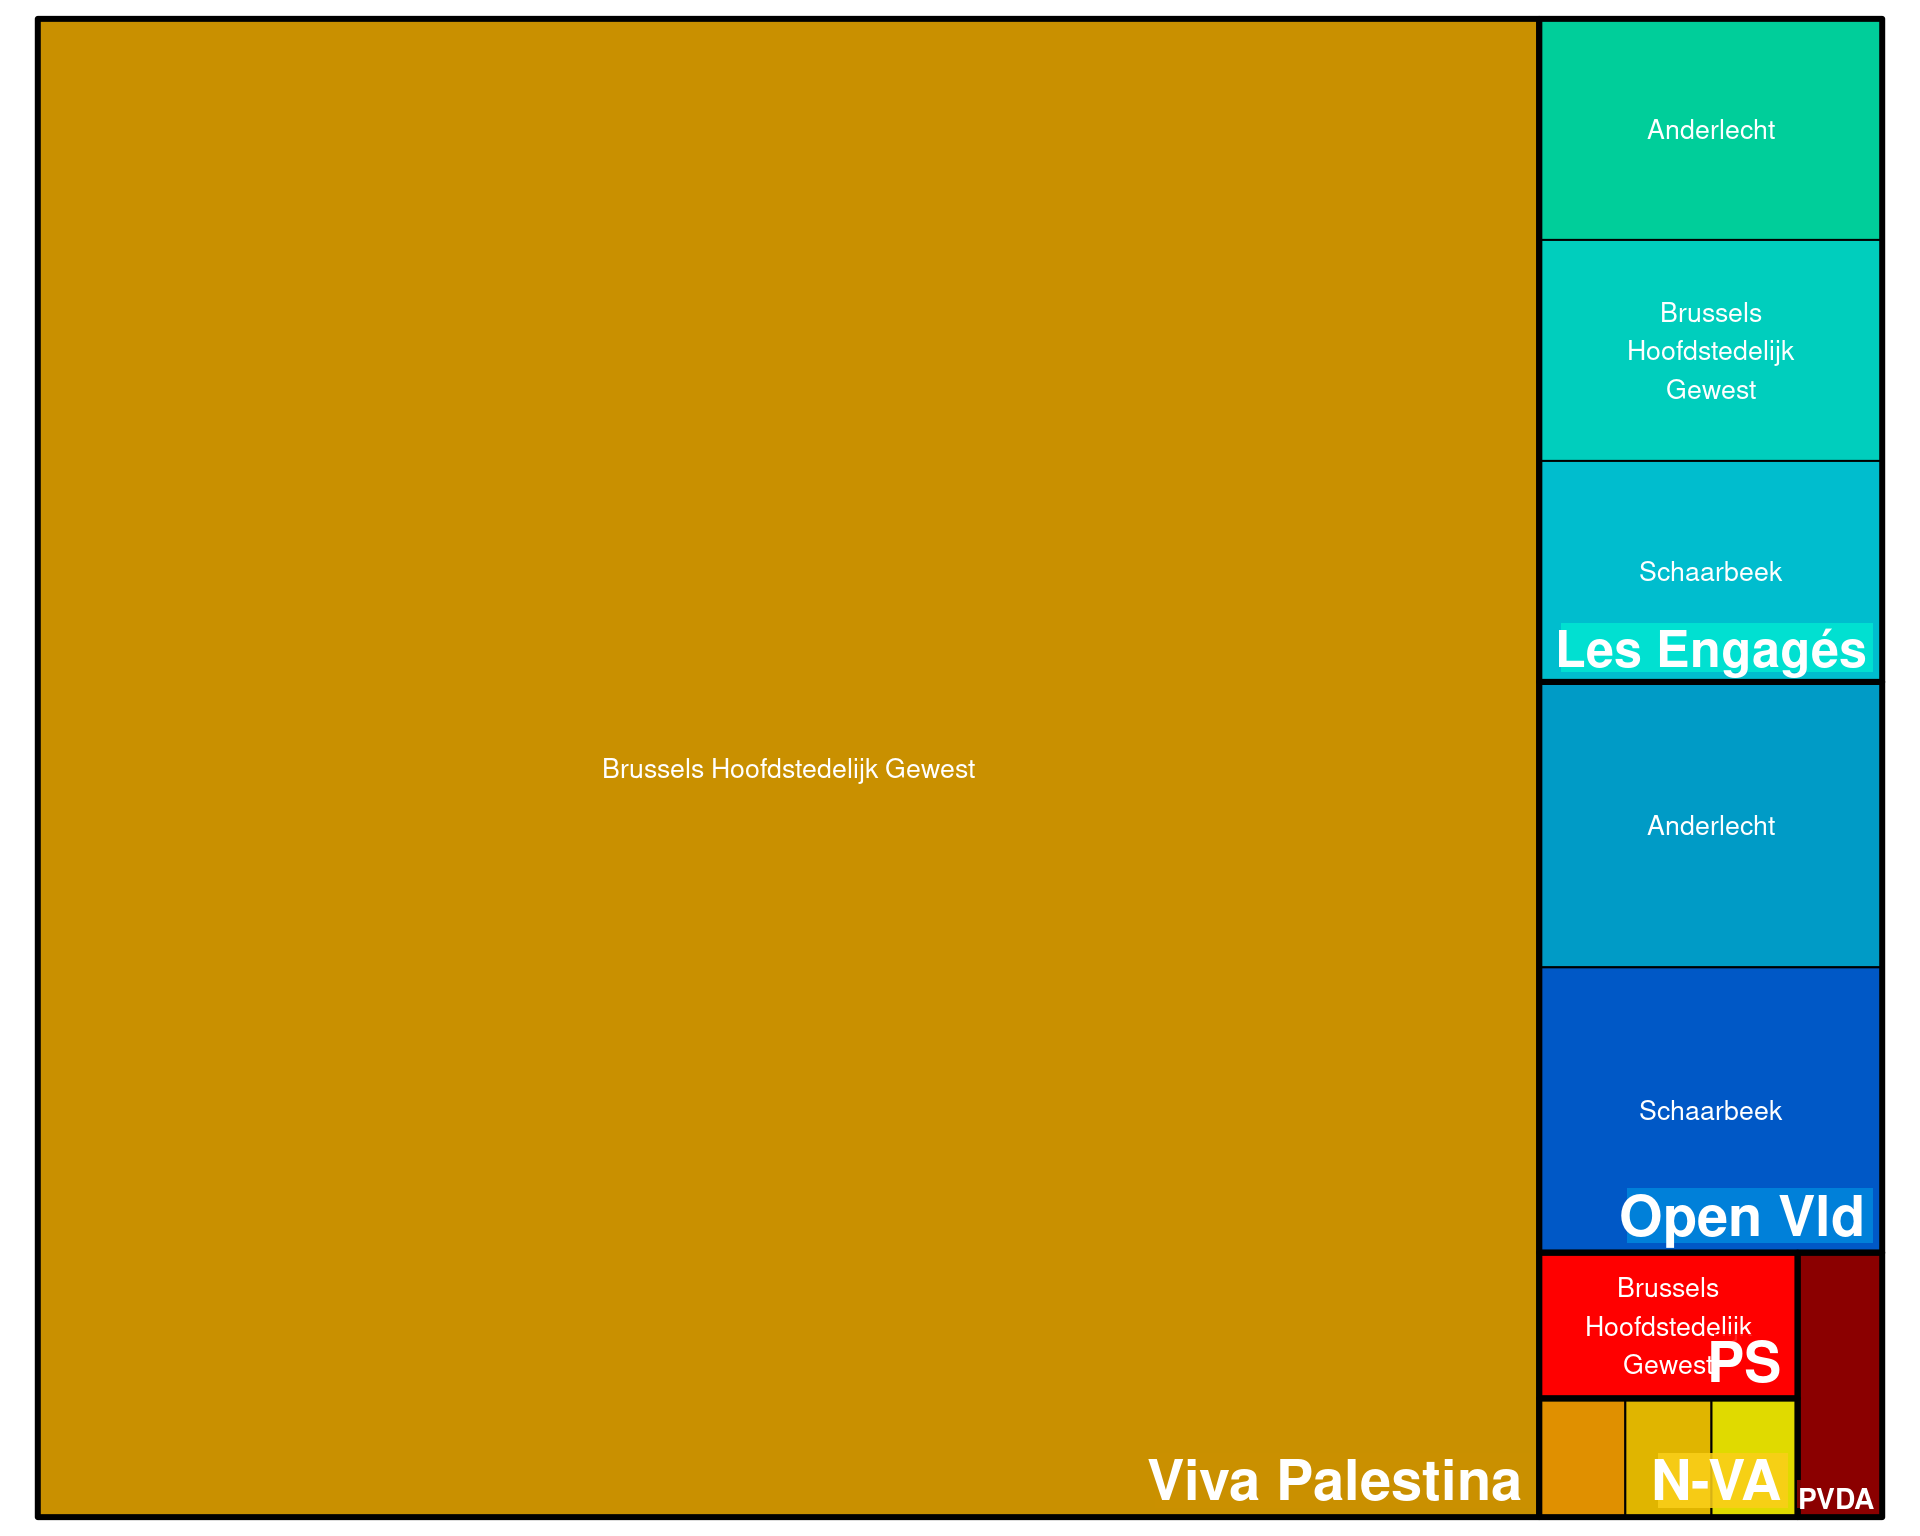 Brussels Hoofdstedelijk Gewest
Viva Palestina
Anderlecht
Brussels
Hoofdstedelijk
Gewest
Schaarbeek
Les Engagés
Anderlecht
Schaarbeek
Open Vld
Brussels
Hoofdstedelijk
Gewest
PS
N-VA
PVDA